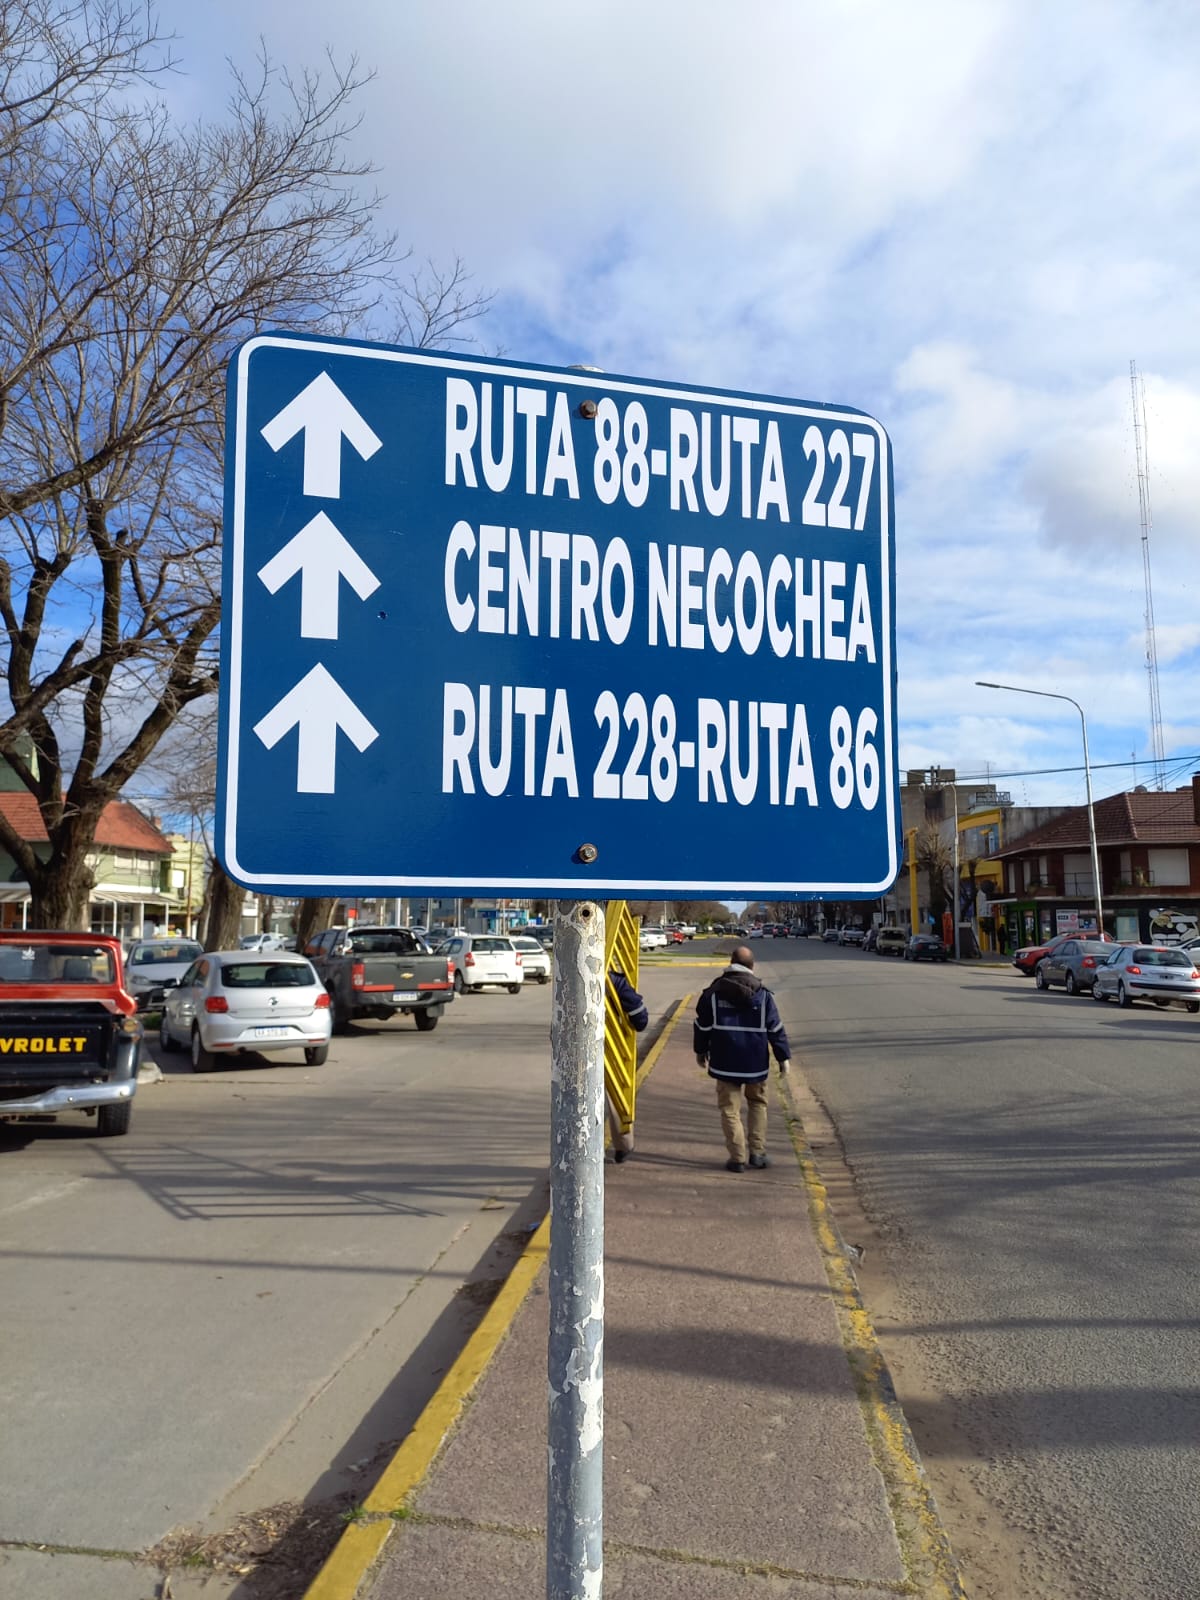 RUTA 88-RUTA 227
CENTRO NECOCHEA
RUTA 228-RUTA 86
VROLET